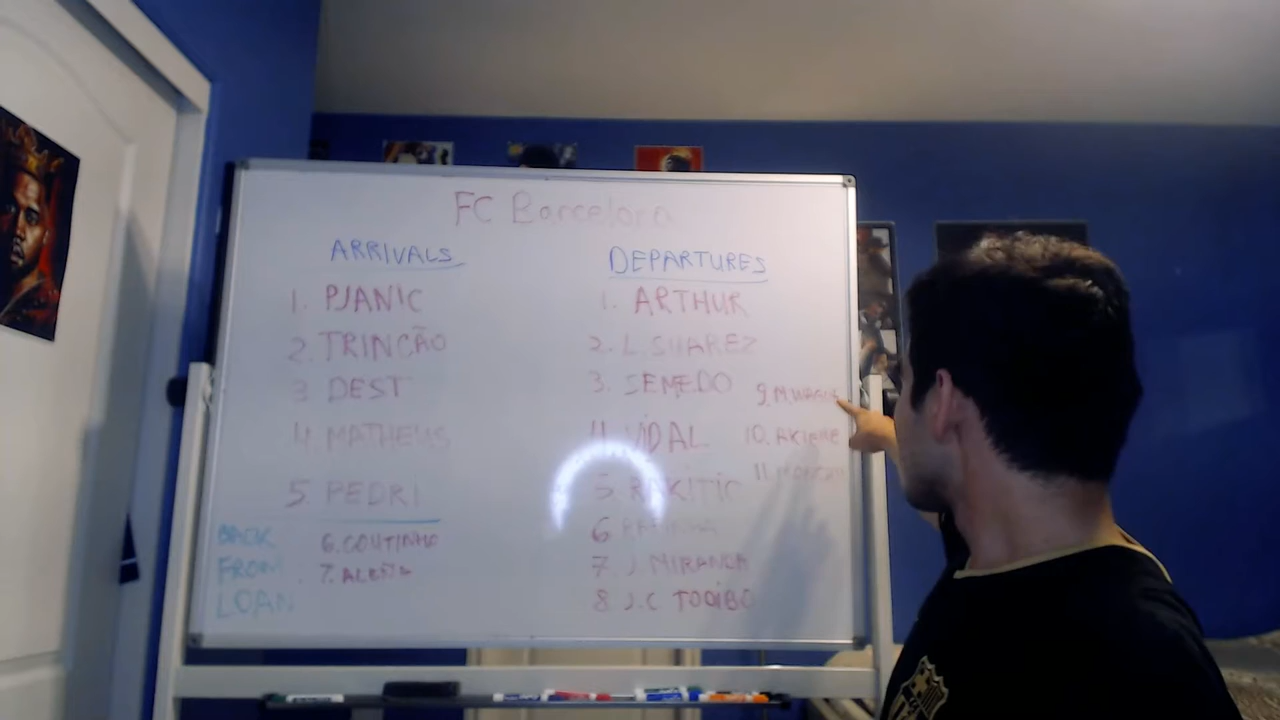 FC Barcelona
ARRIVALS
1. PJANIC
2. TRINCÃO
3 DEST
4. MATHEUS
5 PEDRI
BACK
FROM
LOAN
6. COUTINHO
7. ALEÑA
DEPARTURES
1. ARTHUR
2. L. SUAREZ
3. SEMEDO
4. VIDAL
5. RAKITIC
6
7 J. MIRANDA
8 J.C TODIBO
9. M. WAGUE
10. AKIEME
11